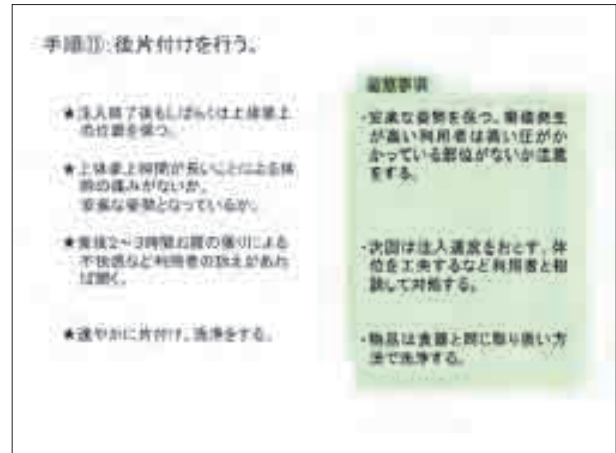 手順⑪:後片付けを行う。
★注入終了後もしばらくは上体挙上
の位置を保つ。
★上体挙上時間が長いことによる体
幹の痛みがないか。
安楽な姿勢となっているか。
★食後2~3時間お腹の張りによる
不快感など利用者の訴えがあれ
ば聞く。
★速やかに片付け、洗浄をする。
留意事項
・安楽な姿勢を保つ。褥瘡発生
が高い利用者は高い圧がか
かっている部位がないか注意
をする。
・次回は注入速度をおとす、体
位を工夫するなど利用者と相
談して対処する。
・物品は食器と同じ取り扱い方
法で洗浄する。